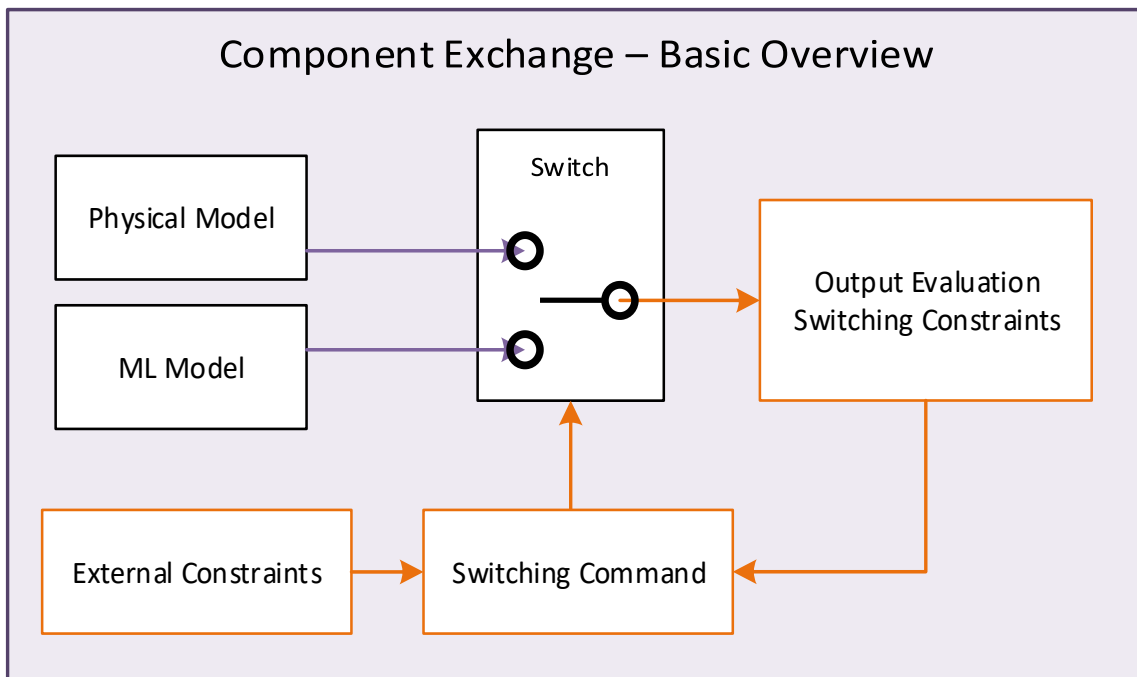 Component Exchange – Basic Overview
Physical Model
ML Model
Switch
Output Evaluation
Switching Constraints
External Constraints
Switching Command